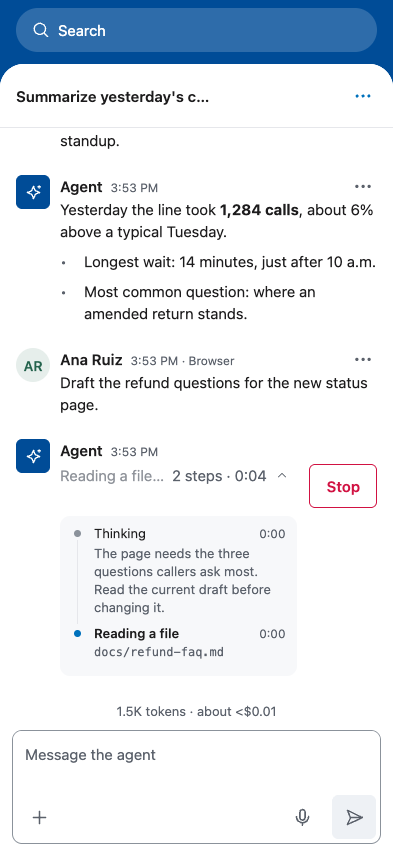 Search
Summarize yesterday's c...
standup.
Agent 3:53 PM
Yesterday the line took 1,284 calls, about 6%
above a typical Tuesday.
• Longest wait: 14 minutes, just after 10 a.m.
• Most common question: where an
amended return stands.
AR
Ana Ruiz 3:53 PM · Browser
Draft the refund questions for the new status
page.
Agent 3:53 PM
Reading a file... 2 steps · 0:04
Stop
Thinking 0:00
The page needs the three
questions callers ask most.
Read the current draft before
changing it.
Reading a file 0:00
docs/refund-faq.md
1.5K tokens · about <$0.01
Message the agent